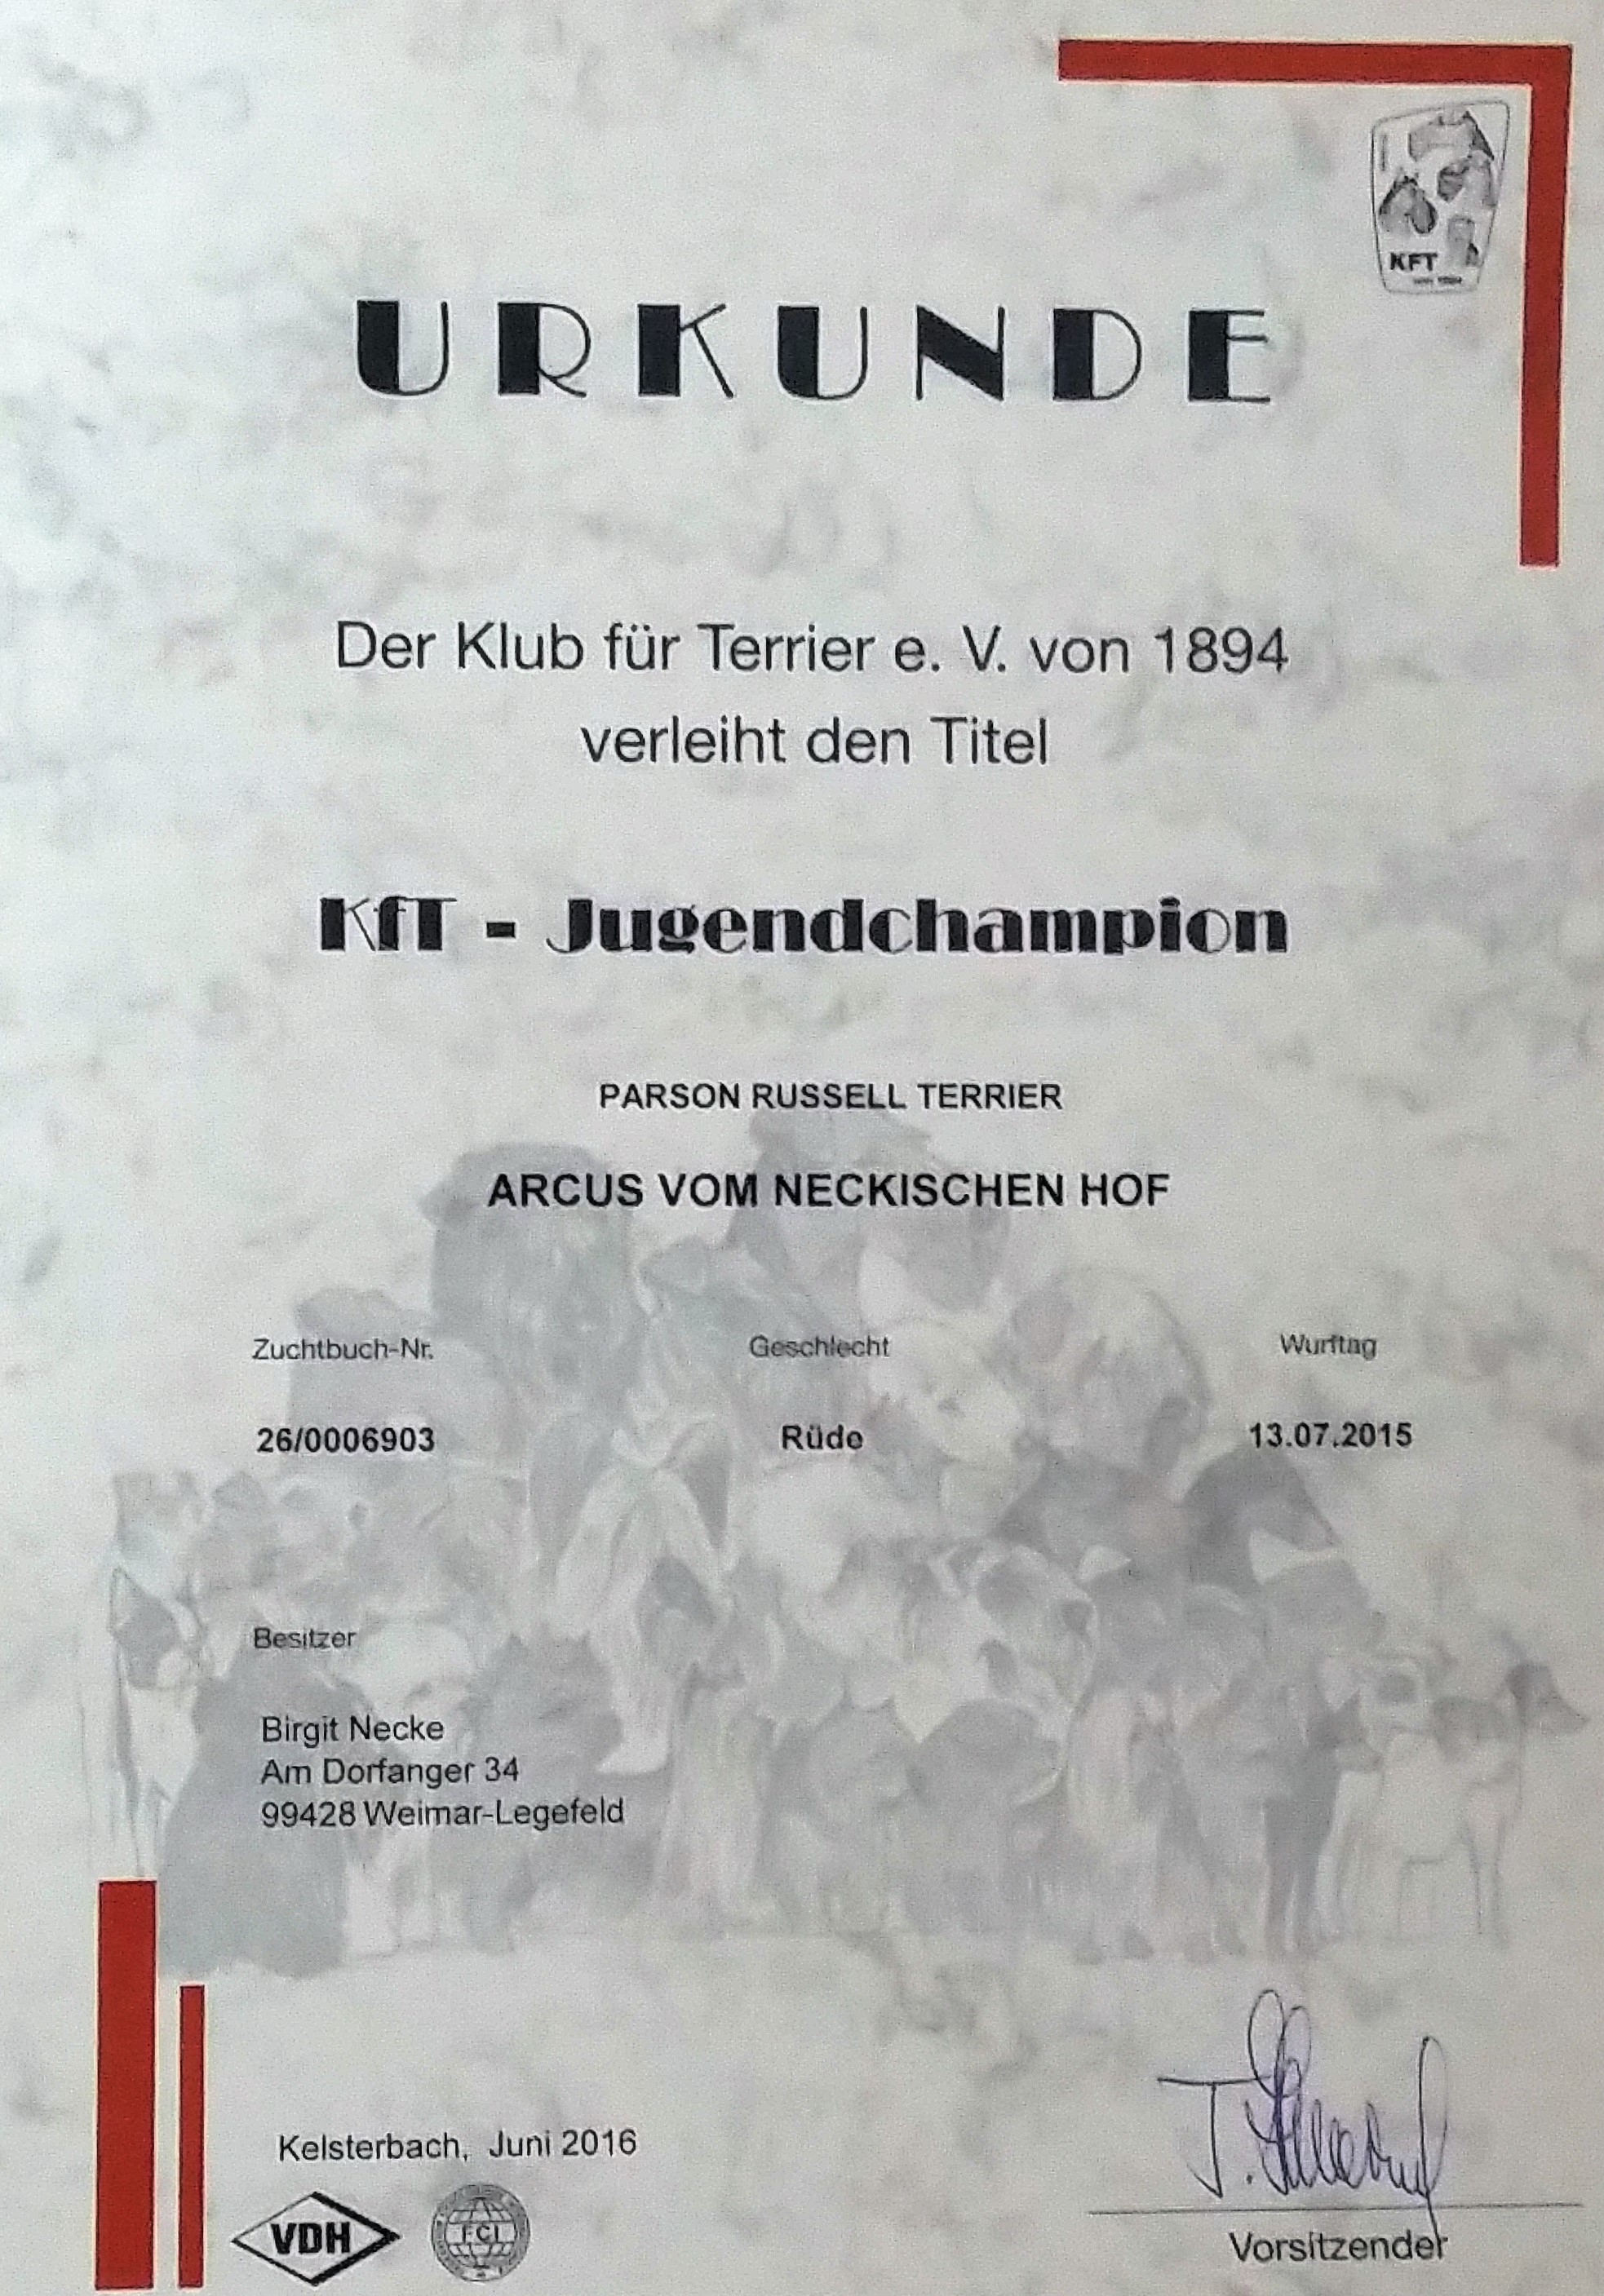 KFT
URKUNDE
Der Klub für Terrier e. V. von 1894
verleiht den Titel
KfT - Jugendchampion
PARSON RUSSELL TERRIER
ARCUS VOM NECKISCHEN HOF
Zuchtbuch-Nr. Geschlecht Wurftag
26/0006903 Rüde 13.07.2015
Besitzer
Birgit Necke
Am Dorfanger 34
99428 Weimar-Legefeld
Kelsterbach, Juni 2016
VDH FCI
Vorsitzender